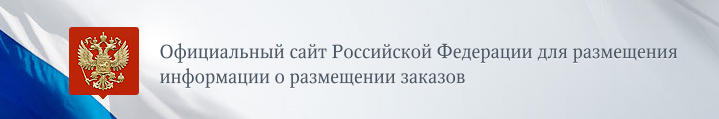 Официальный сайт Российской Федерации для размещения
информации о размещении заказов